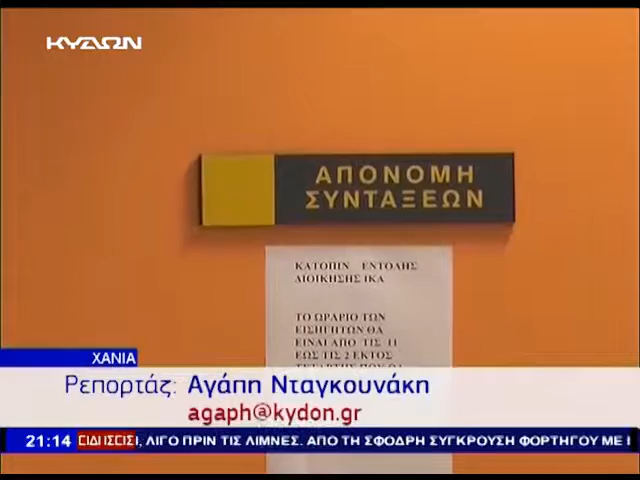 ΚΥΔΩΝ
ΑΠΟΝΟΜΗ
ΣΥΝΤΑΞΕΩΝ
ΚΑΤΟΠΙΝ ΕΝΤΟΛΗΣ
ΔΙΟΙΚΗΣΗΣ ΙΚΑ
ΤΟ ΩΡΑΡΙΟ ΤΩΝ
ΕΙΣΗΓΗΤΩΝ ΘΑ
ΕΙΝΑΙ ΑΠΟ ΤΙΣ 11
ΕΩΣ ΤΙΣ 2 ΕΚΤΟΣ
ΧΑΝΙΑ
Ρεπορτάζ: Αγάπη Νταγκουνάκη
agaph@kydon.gr
21:14 , ΛΙΓΟ ΠΡΙΝ ΤΙΣ ΛΙΜΝΕΣ. ΑΠΟ ΤΗ ΣΦΟΔΡΗ ΣΥΓΚΡΟΥΣΗ ΦΟΡΤΗΓΟΥ ΜΕ